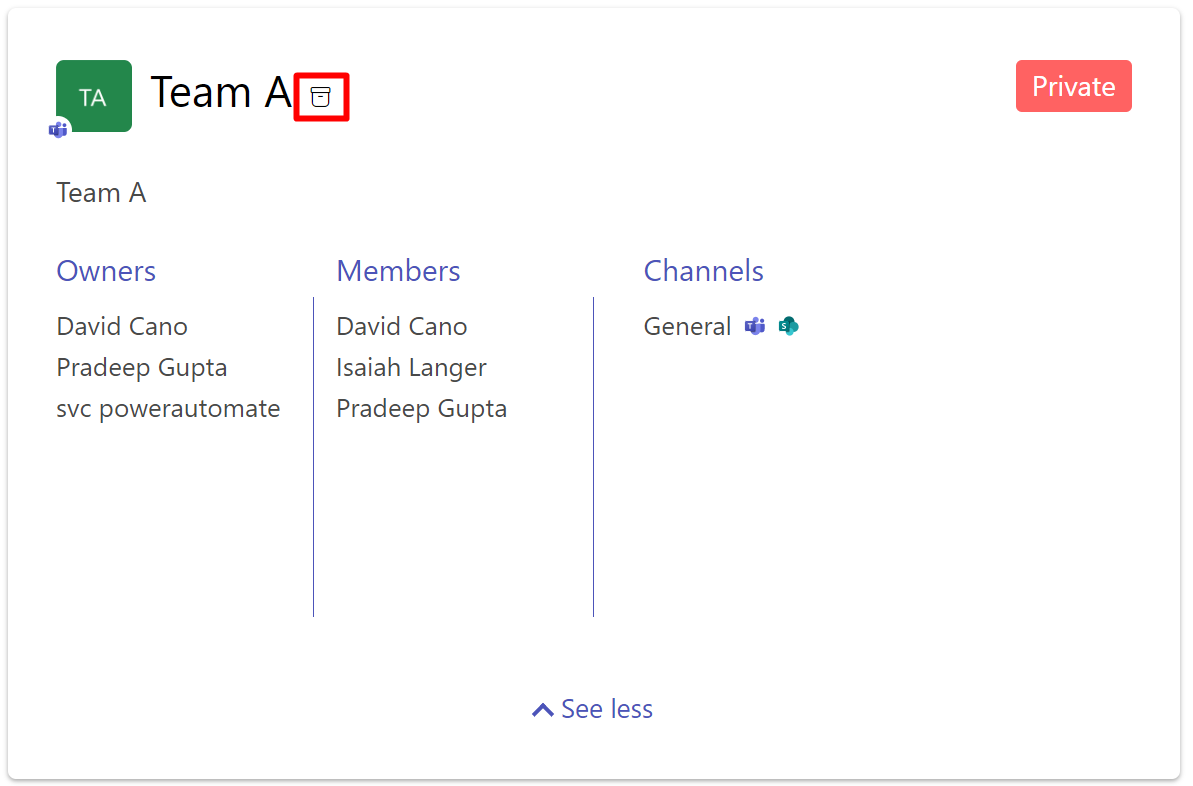 TA
Team A
Private
Team A
Owners
David Cano
Pradeep Gupta
svc powerautomate
Members
David Cano
Isaiah Langer
Pradeep Gupta
Channels
General
See less